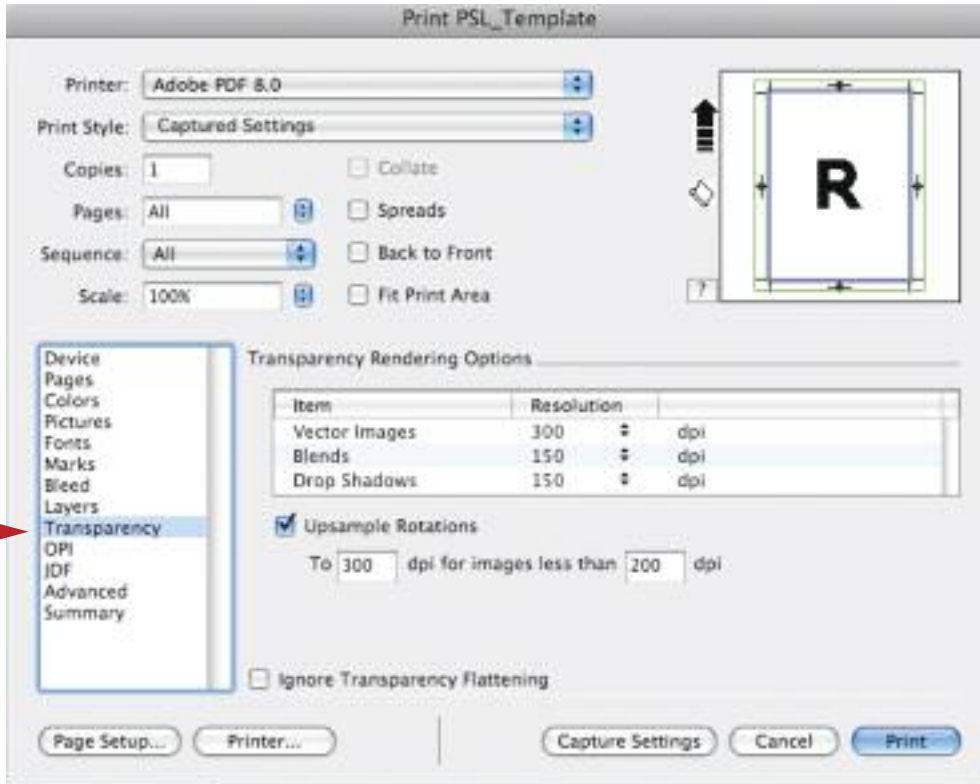 Print PSL_Template
Printer: Adobe PDF 8.0
Print Style: Captured Settings
Copies: 1 Collate
Pages: All Spreads
Sequence: All Back to Front
Scale: 100% Fit Print Area
R
?
Device
Pages
Colors
Pictures
Fonts
Marks
Bleed
Layers
Transparency
OPI
JDF
Advanced
Summary
Transparency Rendering Options
Item Resolution
Vector Images 300 dpi
Blends 150 dpi
Drop Shadows 150 dpi
Upsample Rotations
To 300 dpi for images less than 200 dpi
Ignore Transparency Flattening
Page Setup... Printer... Capture Settings Cancel Print